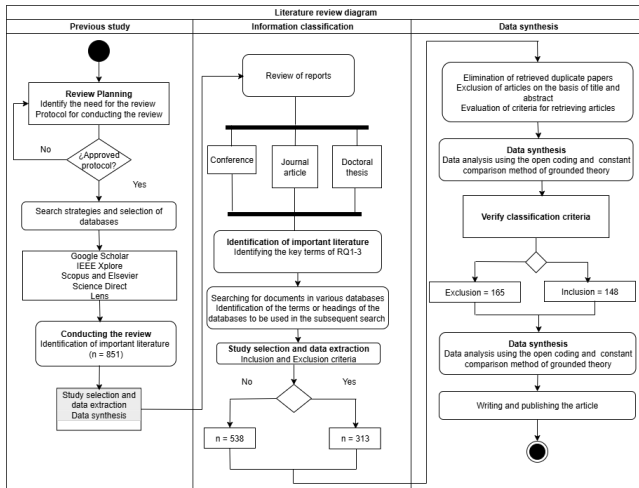 Literature review diagram
Previous study
Information classification
Data synthesis
Review Planning
Identify the need for the review
Protocol for conducting the review
No
¿Approved
protocol?
Yes
Search strategies and selection of
databases
Google Scholar
IEEE Xplore
Scopus and Elsevier
Science Direct
Lens
Conducting the review
Identification of important literature
(n = 851)
Study selection and
data extraction
Data synthesis
Review of reports
Conference
Journal
article
Doctoral
thesis
Identification of important literature
Identifying the key terms of RQ1-3
Searching for documents in various databases
Identification of the terms or headings of the
databases to be used in the subsequent search
Study selection and data extraction
Inclusion and Exclusion criteria
No
Yes
n = 538
n = 313
Elimination of retrieved duplicate papers
Exclusion of articles on the basis of title and
abstract
Evaluation of criteria for retrieving articles
Data synthesis
Data analysis using the open coding and constant
comparison method of grounded theory
Verify classification criteria
Exclusion = 165
Inclusion = 148
Data synthesis
Data analysis using the open coding and constant
comparison method of grounded theory
Writing and publishing the article